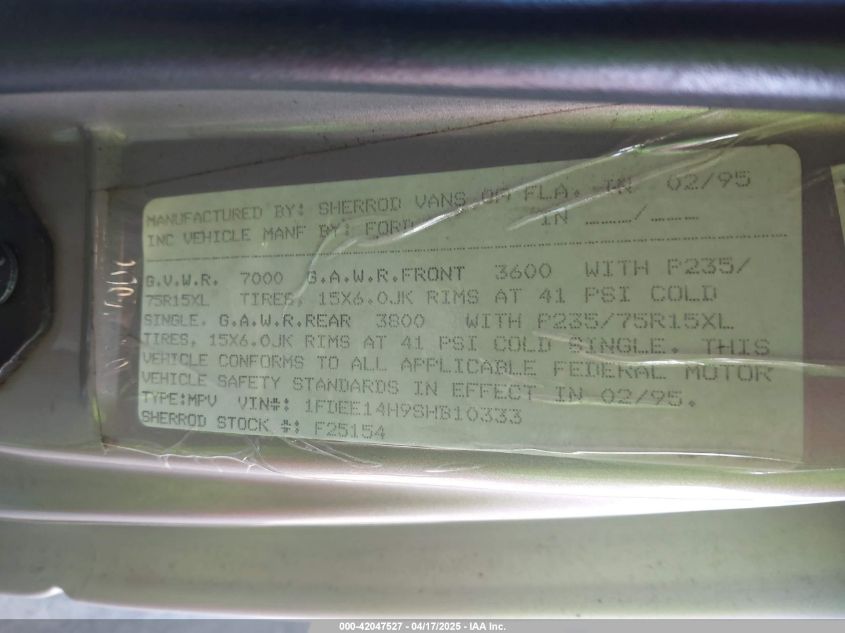 MANUFACTURED BY: SHERROD VANS OF FLA. IN 02/95
INC VEHICLE MANF BY: FORD IN ____/____
G.V.W.R. 7000 G.A.W.R.FRONT 3600 WITH P235/
75R15XL TIRES, 15X6.0JK RIMS AT 41 PSI COLD
SINGLE. G.A.W.R.REAR 3800 WITH P235/75R15XL
TIRES, 15X6.0JK RIMS AT 41 PSI COLD SINGLE. THIS
VEHICLE CONFORMS TO ALL APPLICABLE FEDERAL MOTOR
VEHICLE SAFETY STANDARDS IN EFFECT IN 02/95.
TYPE:MPV VIN#: 1FDEE14H9SHB10333
SHERROD STOCK #: F25154
000-42047527 - 04/17/2025 - IAA Inc.